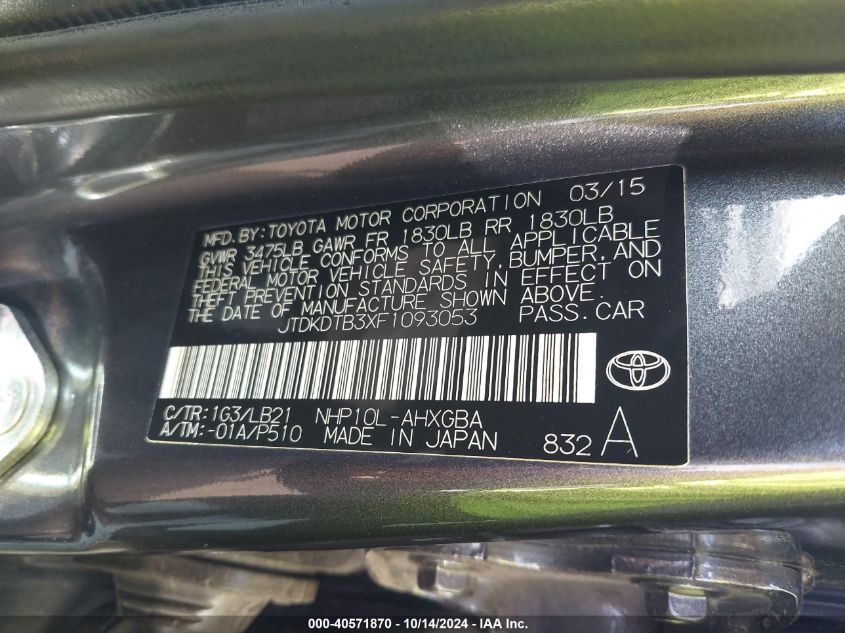 MFD. BY: TOYOTA MOTOR CORPORATION 03/15
GVWR 3475LB GAWR FR 1830LB RR 1830LB
THIS VEHICLE CONFORMS TO ALL APPLICABLE
FEDERAL MOTOR VEHICLE SAFETY, BUMPER, AND
THEFT PREVENTION STANDARDS IN EFFECT ON
THE DATE OF MANUFACTURE SHOWN ABOVE.
JTDKDTB3XF1093053 PASS. CAR
C/TR: 1G3/LB21 NHP10L-AHXGBA
A/TM: -01A/P510 MADE IN JAPAN 832 A
000-40571870 - 10/14/2024 - IAA Inc.